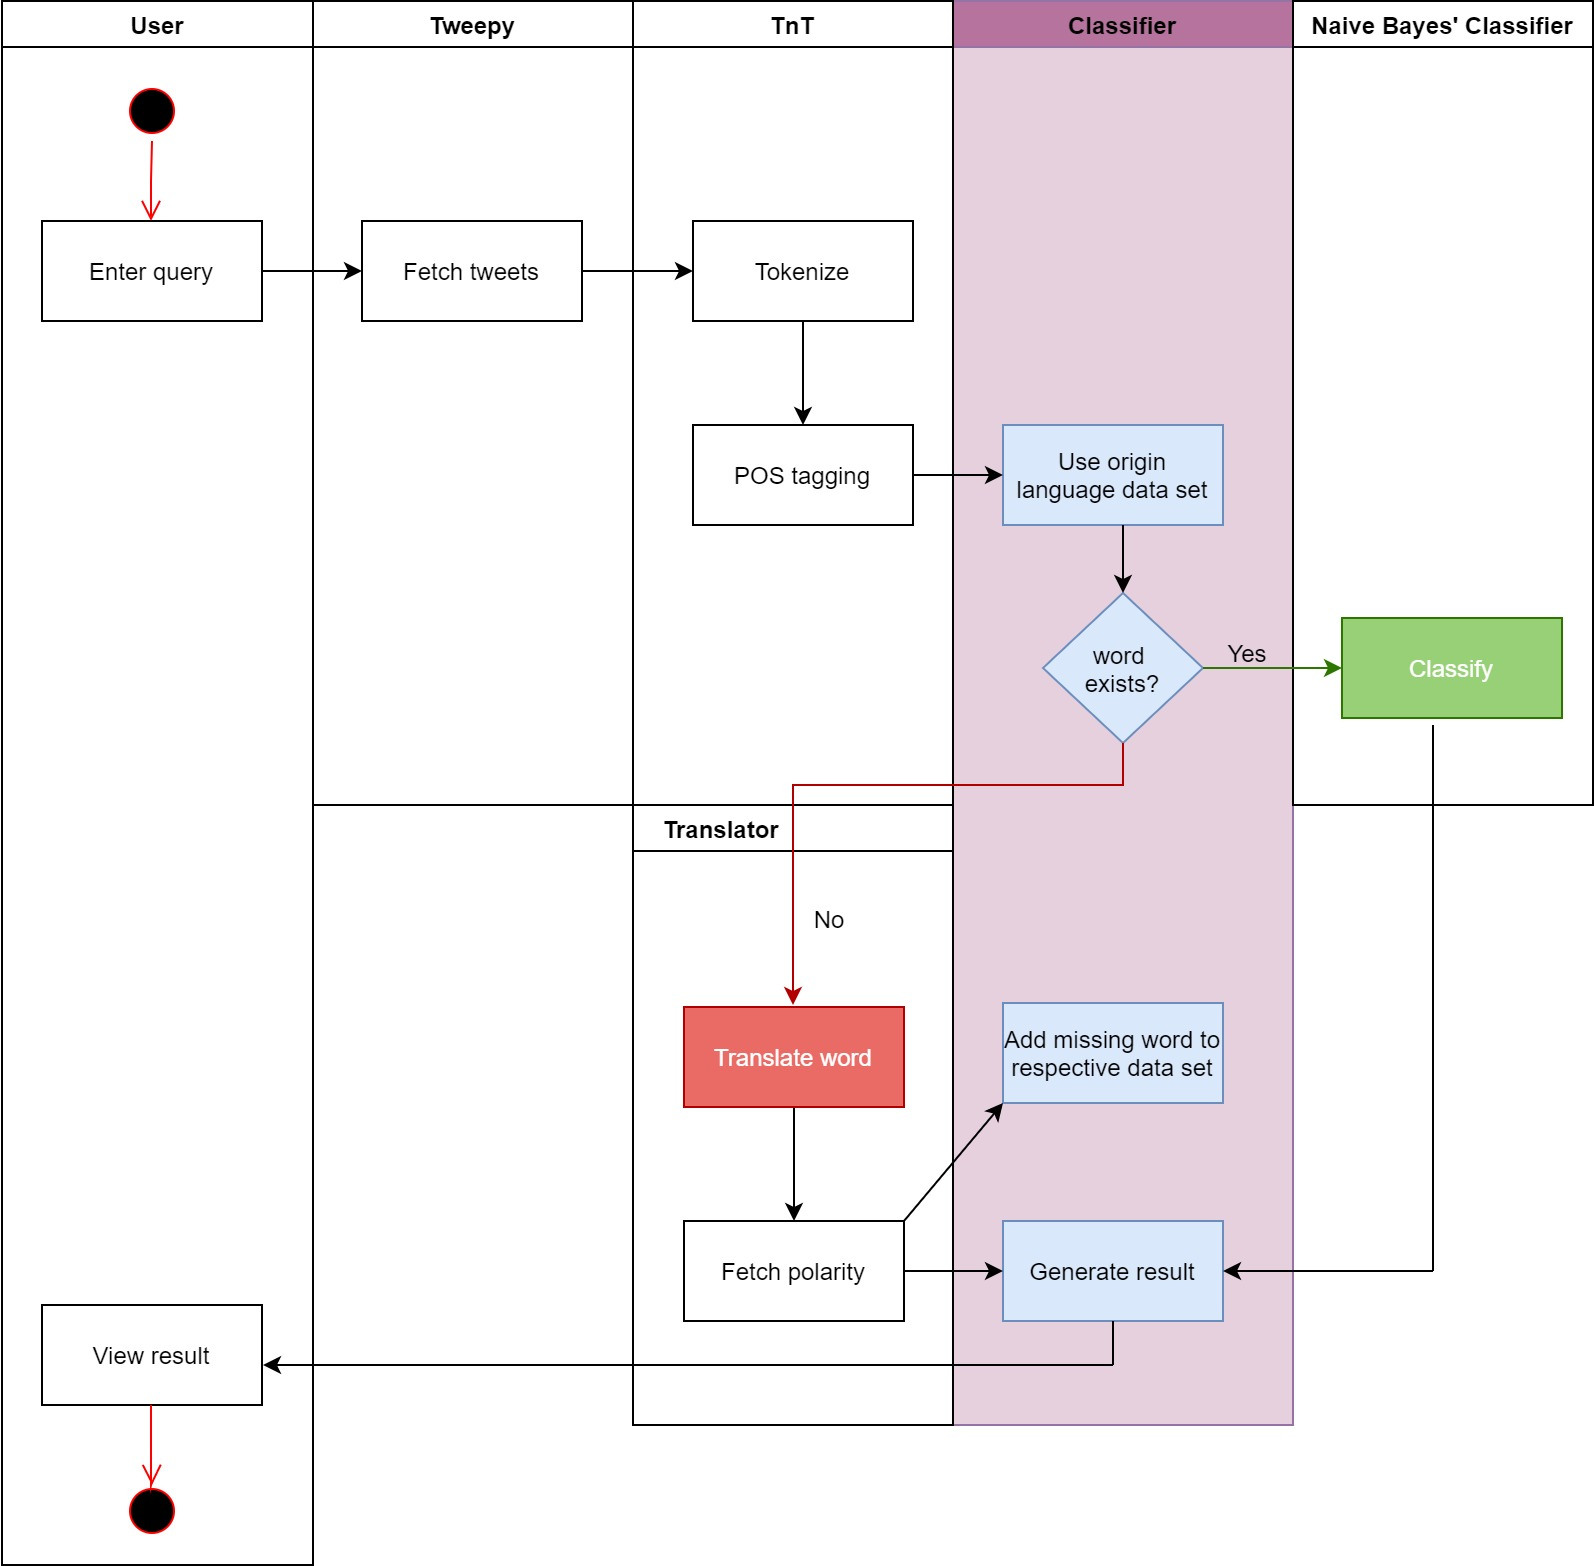 User
Tweepy
TnT
Classifier
Naive Bayes' Classifier
Enter query
Fetch tweets
Tokenize
POS tagging
Use origin
language data set
word
exists?
Yes
Classify
Translator
No
Translate word
Add missing word to
respective data set
Fetch polarity
Generate result
View result